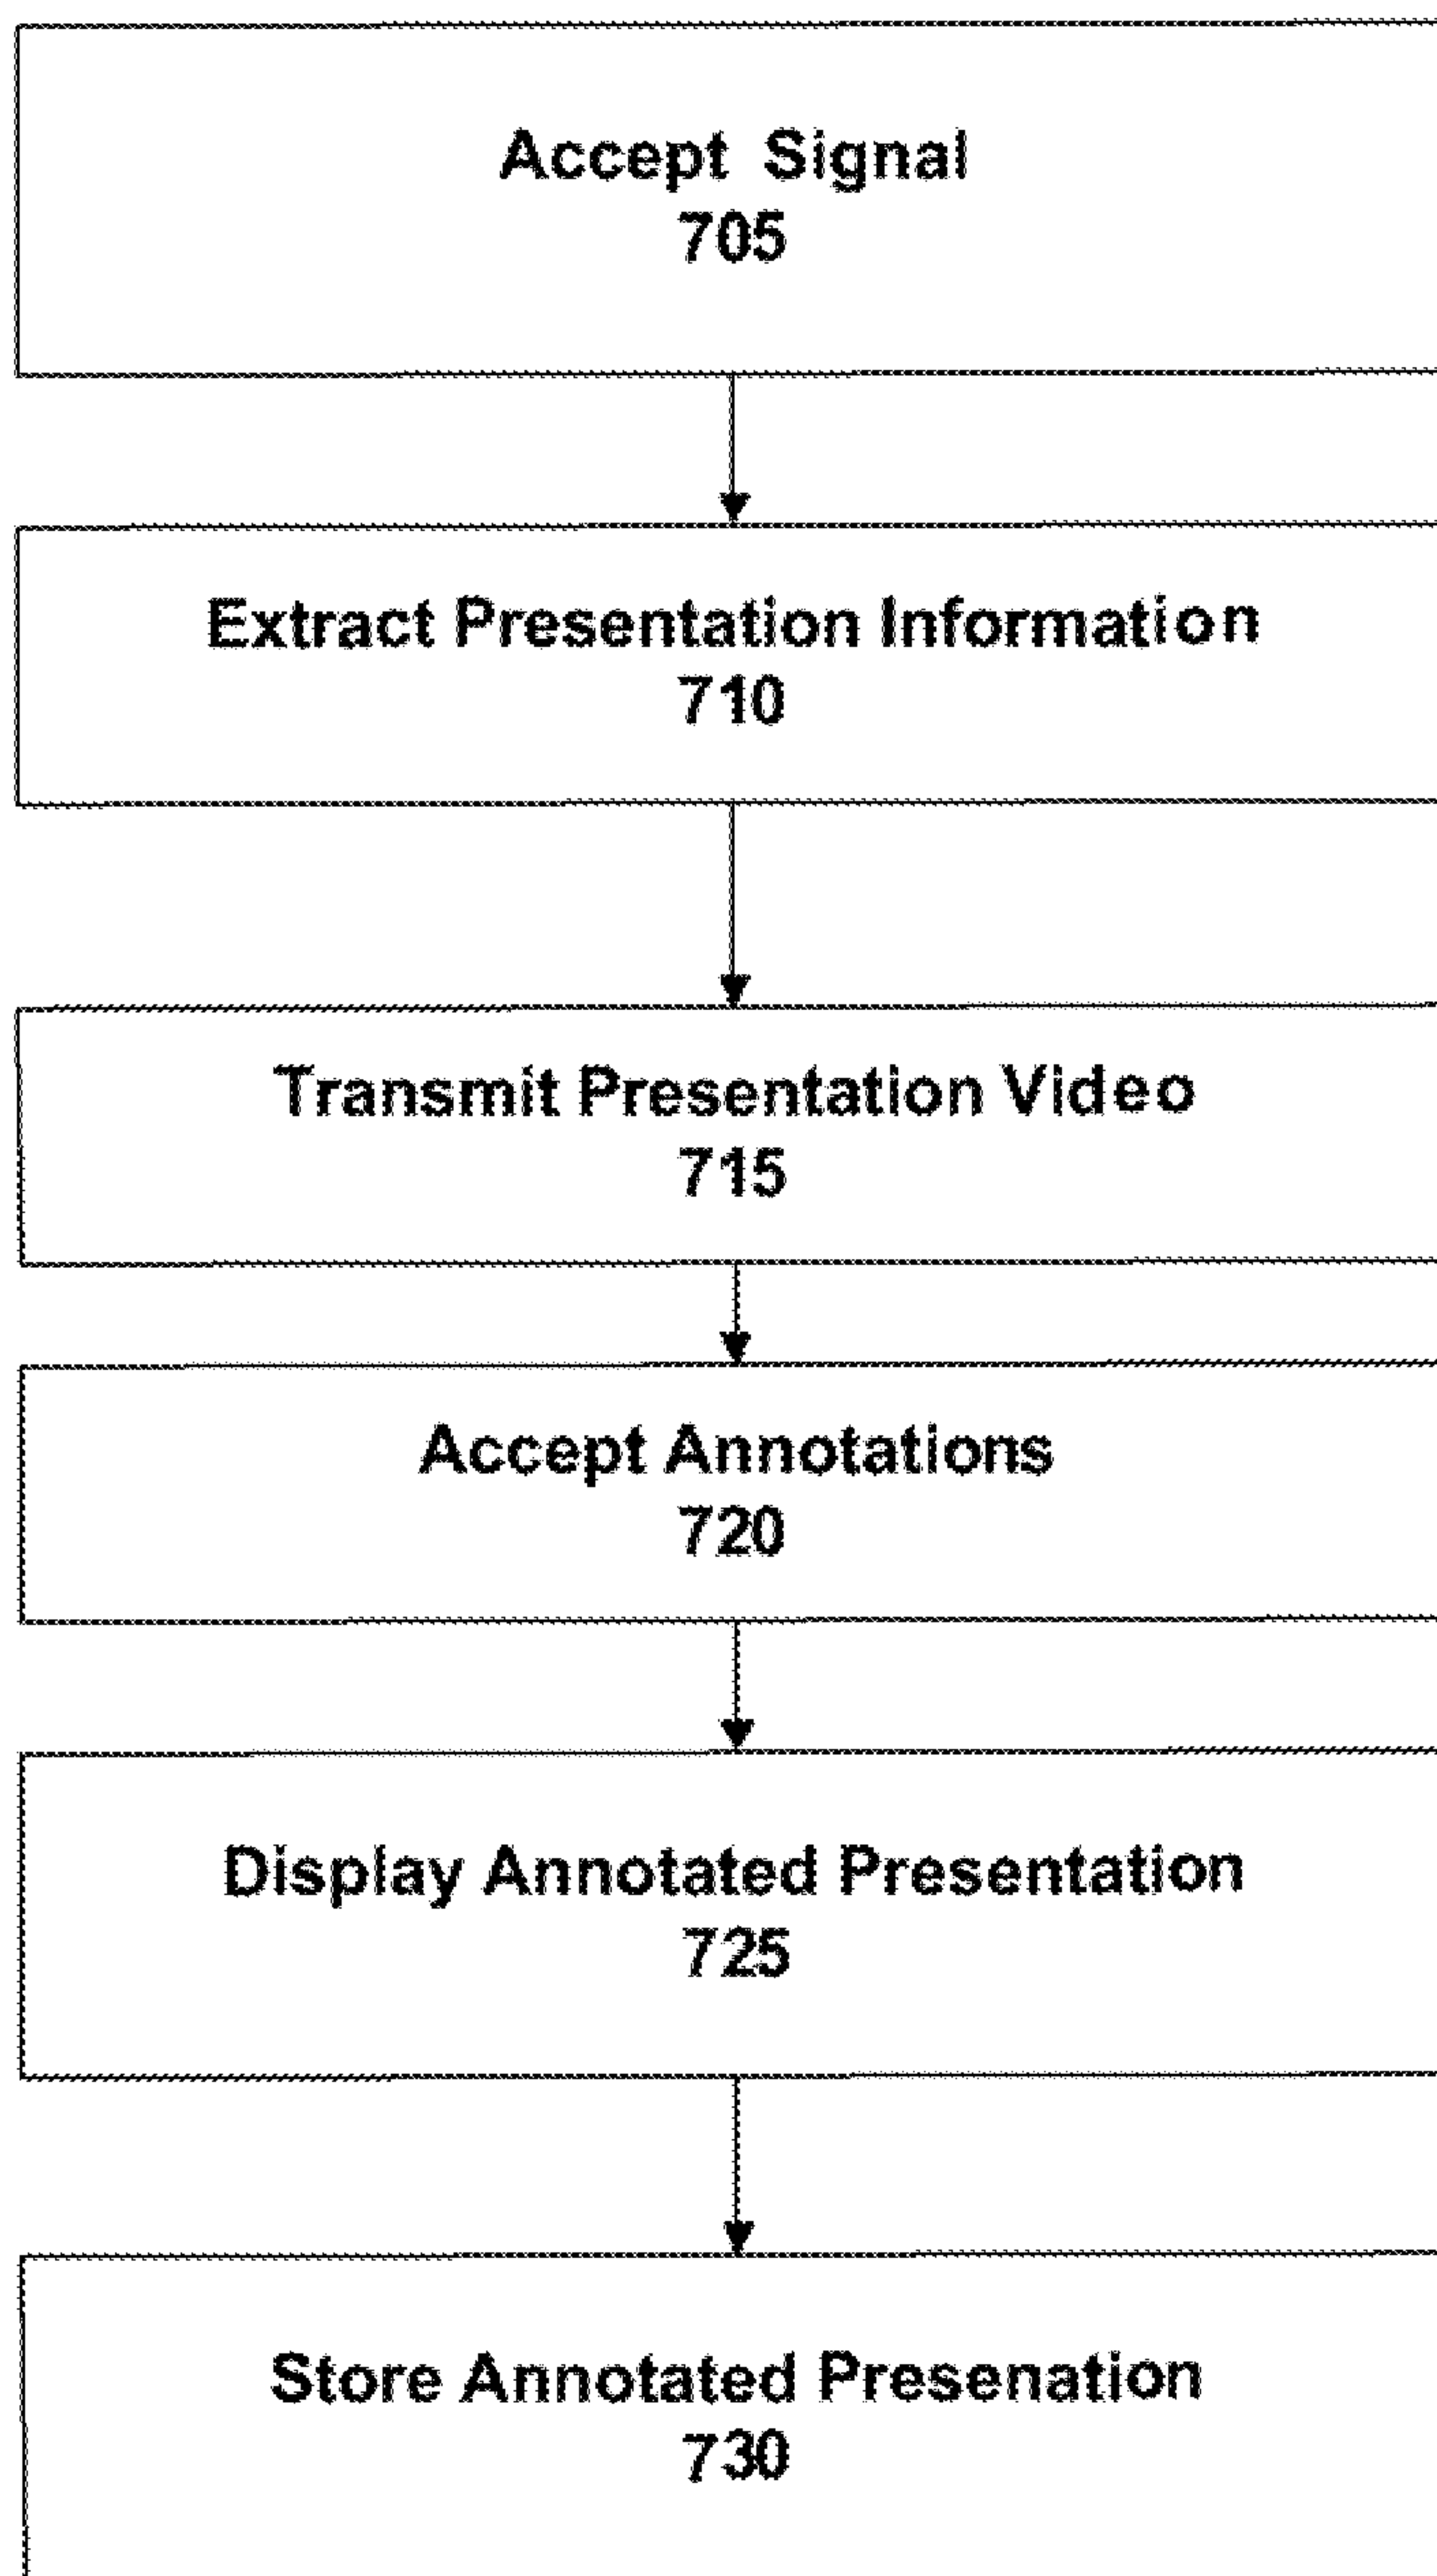 Accept Signal
705
Extract Presentation Information
710
Transmit Presentation Video
715
Accept Annotations
720
Display Annotated Presentation
725
Store Annotated Presenation
730